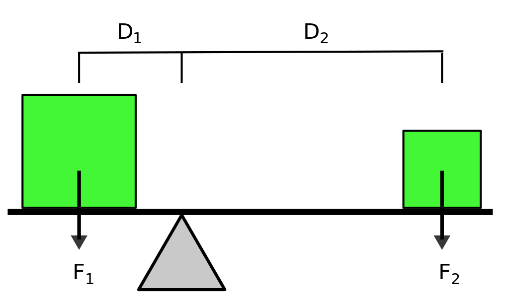 D₁ D₂
F₁ F₂